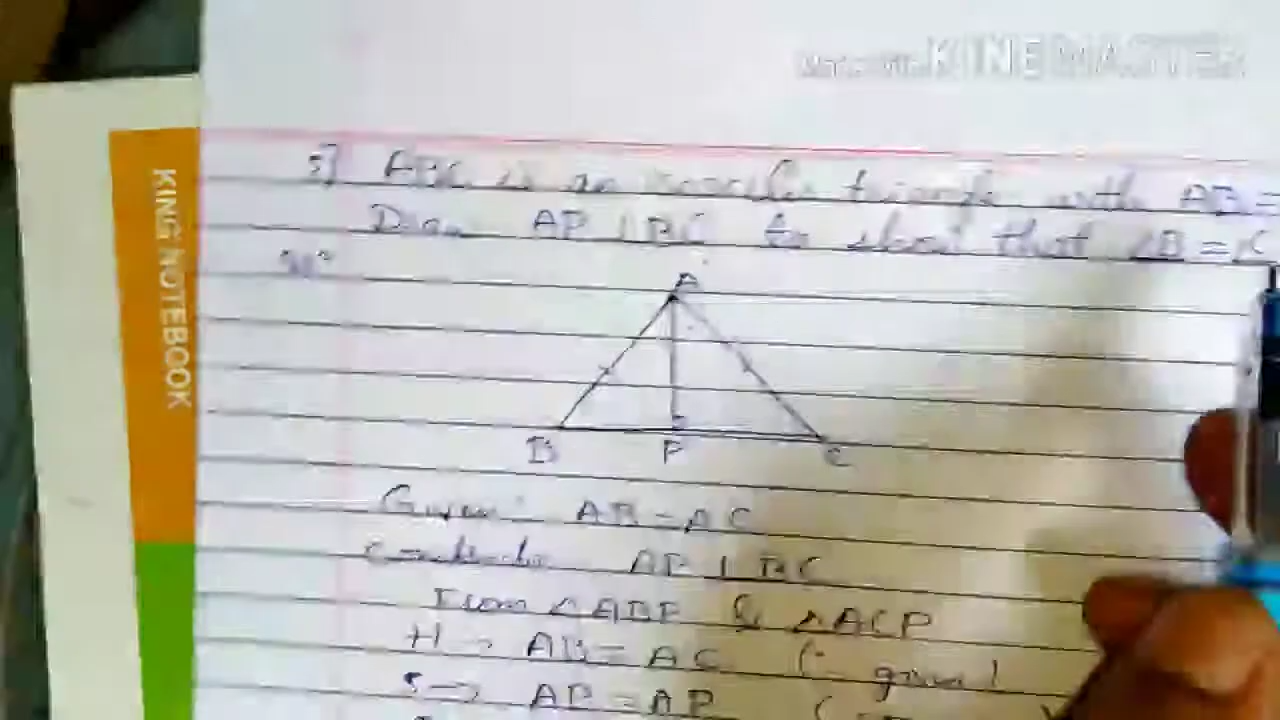 KINEMASTER
KING NOTEBOOK
5] ABC is an isosceles triangle with AB =
Draw AP ⊥ BC to show that ∠B = ∠C
A
B P C
Given: AB = AC
AP ⊥ BC
From △ABP & △ACP
H → AB = AC (∵ given)
S → AP = AP (